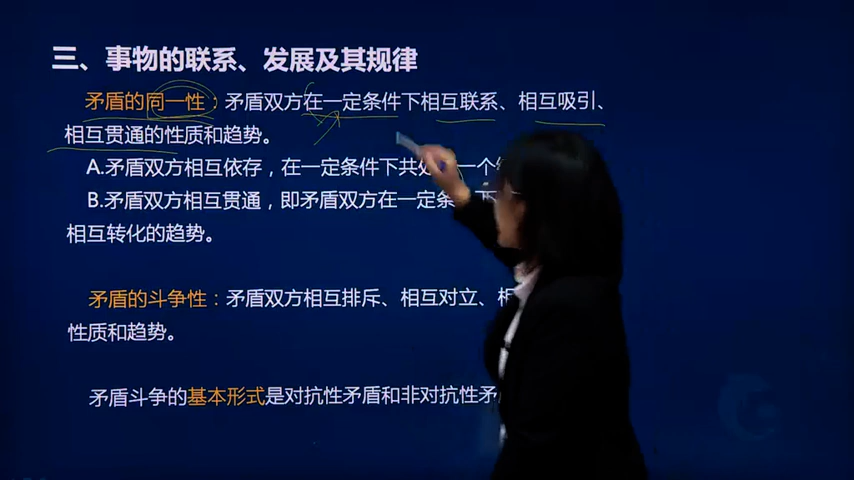 三、事物的联系、发展及其规律
矛盾的同一性：矛盾双方在一定条件下相互联系、相互吸引、
相互贯通的性质和趋势。
A.矛盾双方相互依存，在一定条件下共处 一个
B.矛盾双方相互贯通，即矛盾双方在一定条 下
相互转化的趋势。
矛盾的斗争性：矛盾双方相互排斥、相互对立、相
性质和趋势。
矛盾斗争的基本形式是对抗性矛盾和非对抗性矛